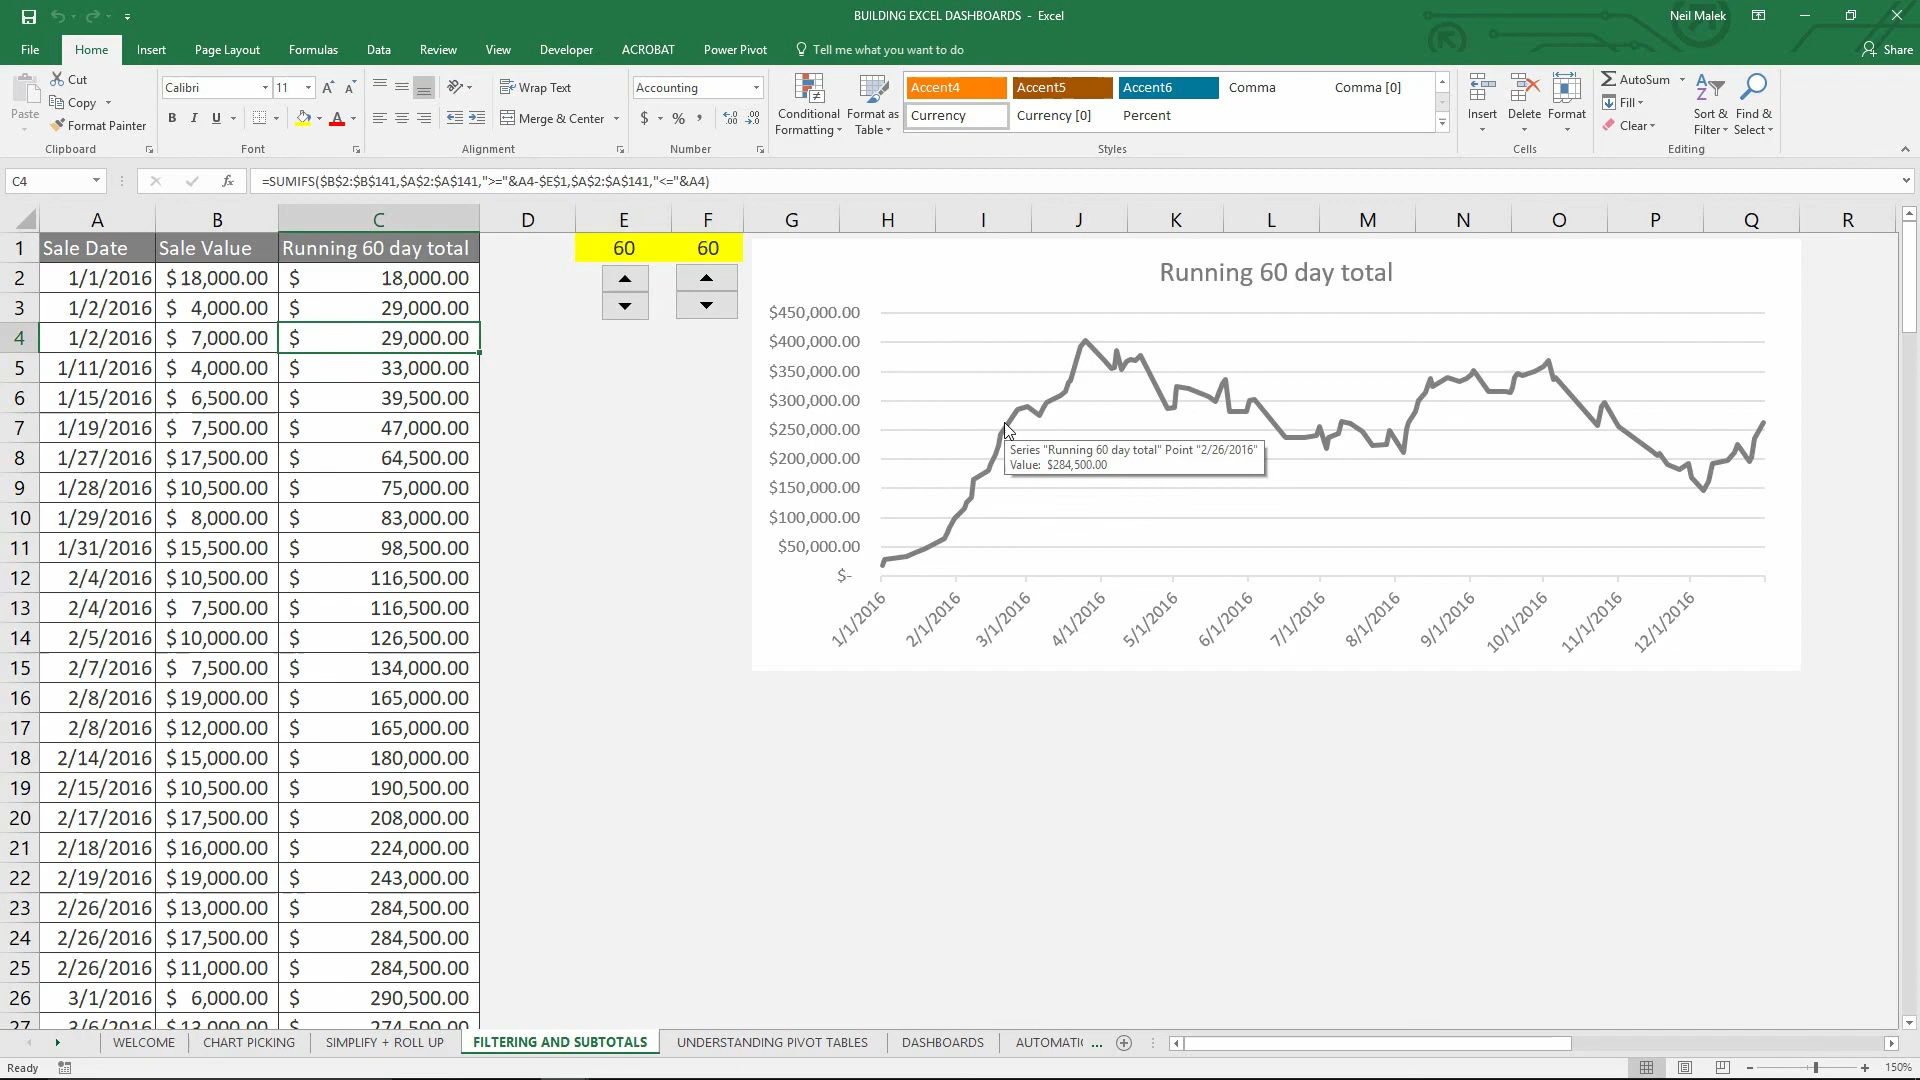 BUILDING EXCEL DASHBOARDS - Excel
Neil Malek
File Home Insert Page Layout Formulas Data Review View Developer ACROBAT Power Pivot Tell me what you want to do Share
Paste Cut Copy Format Painter
Calibri 11 A A
B I U A
Wrap Text
Merge & Center
Accounting
$ % ,
Conditional Formatting
Format as Table
Accent4 Accent5 Accent6 Comma Comma [0]
Currency Currency [0] Percent
Insert Delete Format
AutoSum
Fill
Clear
Sort & Filter
Find & Select
Clipboard Font Alignment Number Styles Cells Editing
C4 fx =SUMIFS($B$2:$B$141,$A$2:$A$141,">="&A4-$E$1,$A$2:$A$141,"<="&A4)
A B C D E F G H I J K L M N O P Q R
1 Sale Date Sale Value Running 60 day total 60 60
2 1/1/2016 $ 18,000.00 $ 18,000.00
3 1/2/2016 $ 4,000.00 $ 29,000.00
4 1/2/2016 $ 7,000.00 $ 29,000.00
5 1/11/2016 $ 4,000.00 $ 33,000.00
6 1/15/2016 $ 6,500.00 $ 39,500.00
7 1/19/2016 $ 7,500.00 $ 47,000.00
8 1/27/2016 $ 17,500.00 $ 64,500.00
9 1/28/2016 $ 10,500.00 $ 75,000.00
10 1/29/2016 $ 8,000.00 $ 83,000.00
11 1/31/2016 $ 15,500.00 $ 98,500.00
12 2/4/2016 $ 10,500.00 $ 116,500.00
13 2/4/2016 $ 7,500.00 $ 116,500.00
14 2/5/2016 $ 10,000.00 $ 126,500.00
15 2/7/2016 $ 7,500.00 $ 134,000.00
16 2/8/2016 $ 19,000.00 $ 165,000.00
17 2/8/2016 $ 12,000.00 $ 165,000.00
18 2/14/2016 $ 15,000.00 $ 180,000.00
19 2/15/2016 $ 10,500.00 $ 190,500.00
20 2/17/2016 $ 17,500.00 $ 208,000.00
21 2/18/2016 $ 16,000.00 $ 224,000.00
22 2/19/2016 $ 19,000.00 $ 243,000.00
23 2/26/2016 $ 13,000.00 $ 284,500.00
24 2/26/2016 $ 17,500.00 $ 284,500.00
25 2/26/2016 $ 11,000.00 $ 284,500.00
26 3/1/2016 $ 6,000.00 $ 290,500.00
27 3/6/2016 $ 13,000.00 $ 274,500.00
Running 60 day total
$450,000.00
$400,000.00
$350,000.00
$300,000.00
$250,000.00
$200,000.00
$150,000.00
$100,000.00
$50,000.00
$-
Series "Running 60 day total" Point "2/26/2016"
Value: $284,500.00
1/1/2016 2/1/2016 3/1/2016 4/1/2016 5/1/2016 6/1/2016 7/1/2016 8/1/2016 9/1/2016 10/1/2016 11/1/2016 12/1/2016
WELCOME CHART PICKING SIMPLIFY + ROLL UP FILTERING AND SUBTOTALS UNDERSTANDING PIVOT TABLES DASHBOARDS AUTOMATIC ...
Ready
150%